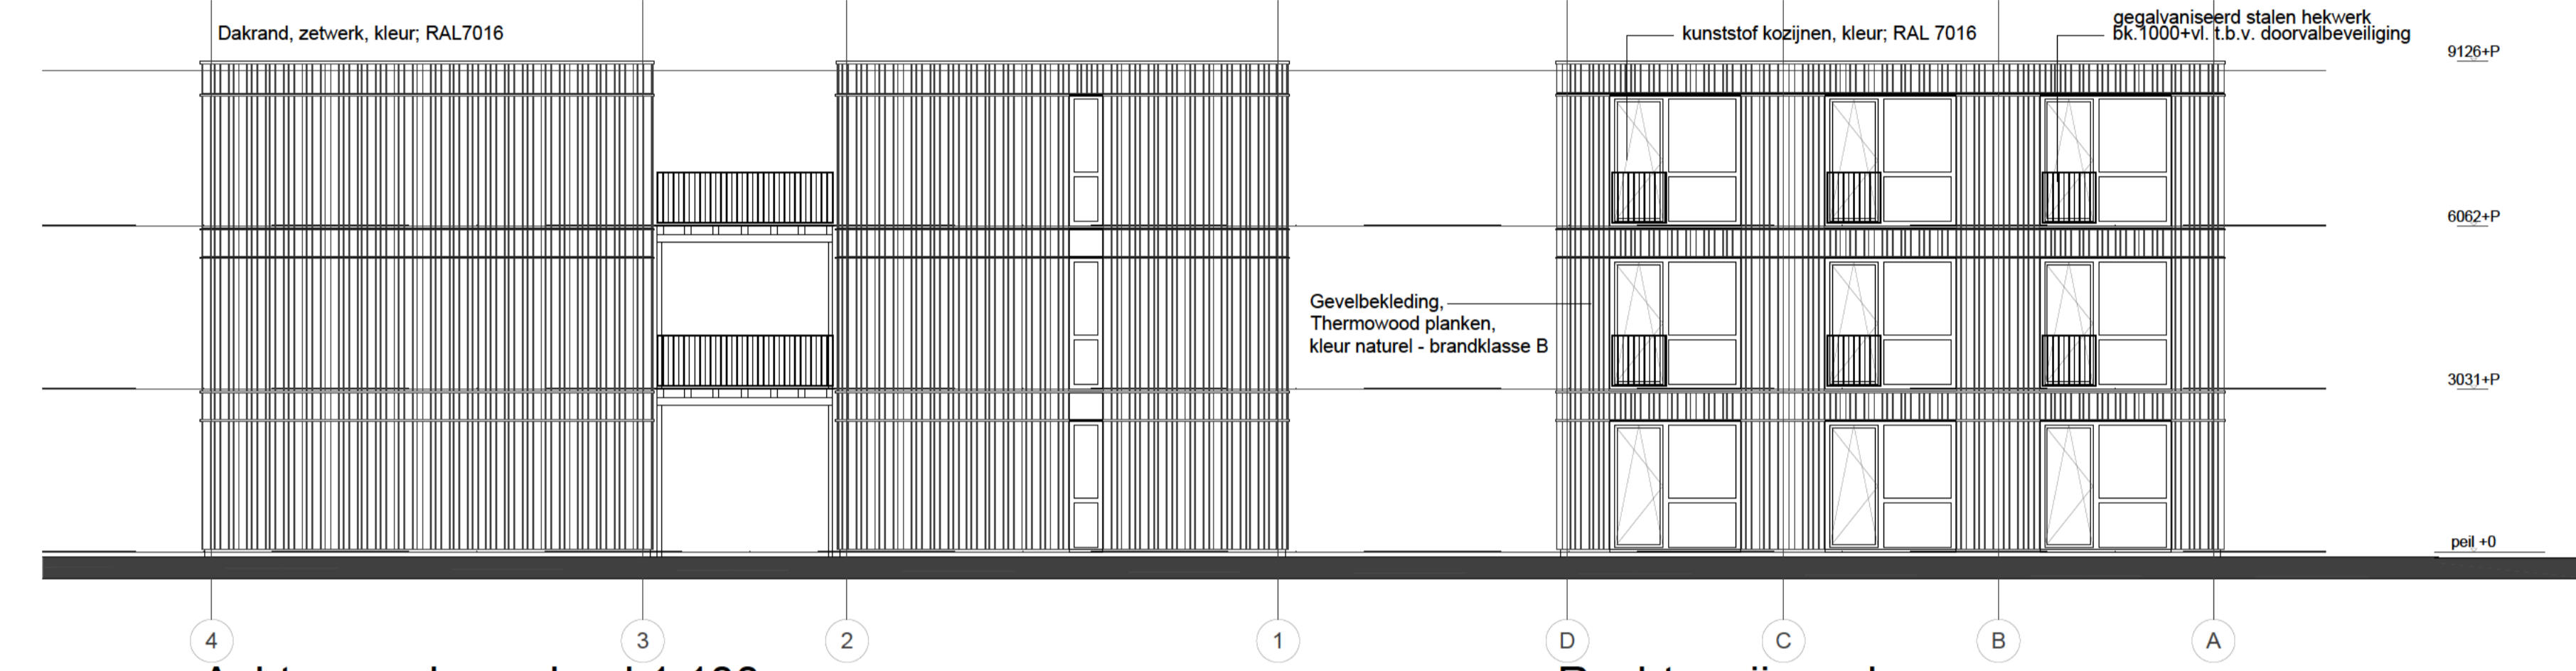 Dakrand, zetwerk, kleur; RAL7016
kunststof kozijnen, kleur; RAL 7016
gegalvaniseerd stalen hekwerk
bk.1000+vl. t.b.v. doorvalbeveiliging
9126+P
6062+P
Gevelbekleding,
Thermowood planken,
kleur naturel - brandklasse B
3031+P
peil +0
4
3
2
1
D
C
B
A